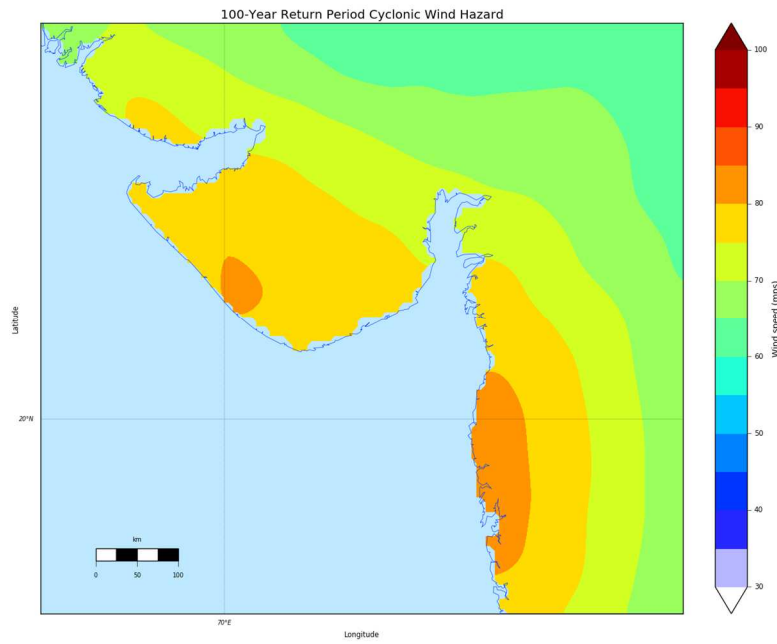 100-Year Return Period Cyclonic Wind Hazard
100
90
80
70
60
50
40
30
Wind speed (mps)
Latitude
20°N
km
0 50 100
70°E
Longitude